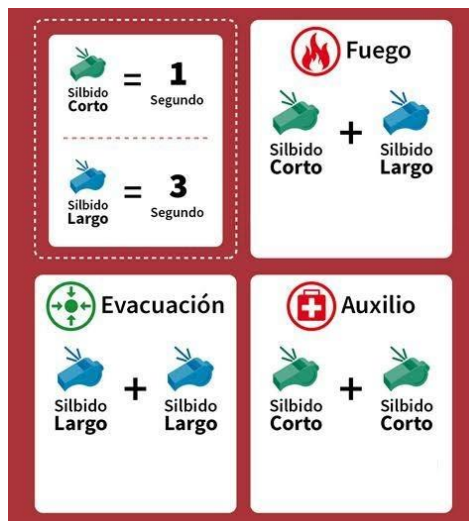 Silbido
Corto
=
1
Segundo
Silbido
Largo
=
3
Segundo
Fuego
Silbido
Corto
+
Silbido
Largo
Evacuación
Silbido
Largo
+
Silbido
Largo
Auxilio
Silbido
Corto
+
Silbido
Corto